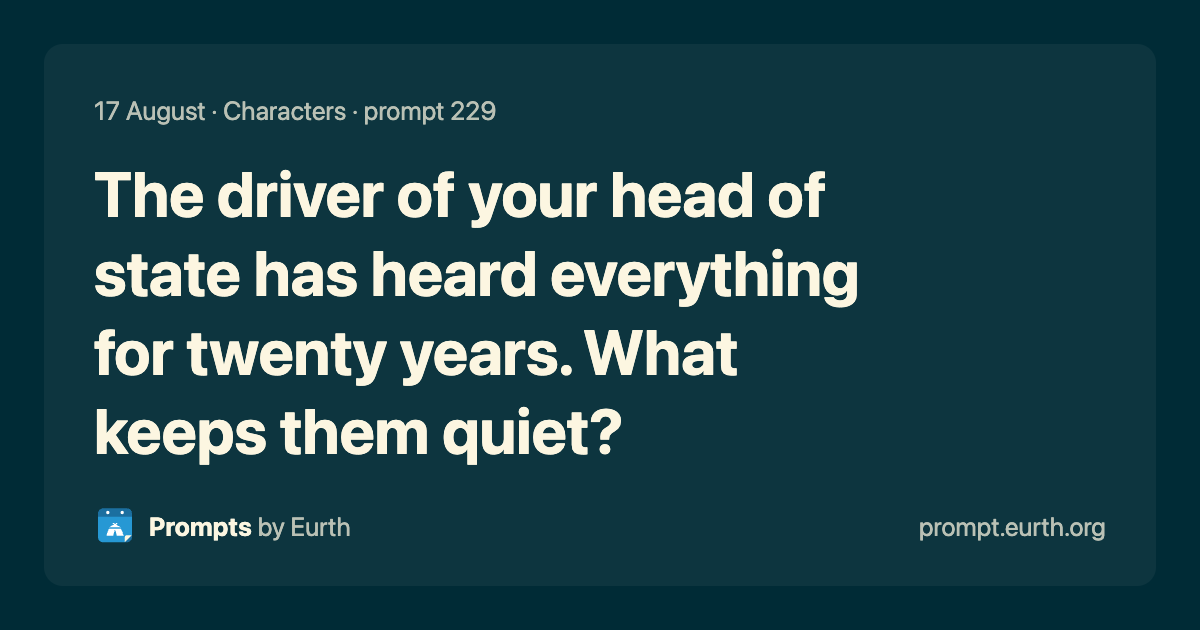 17 August · Characters · prompt 229
The driver of your head of
state has heard everything
for twenty years. What
keeps them quiet?
Prompts by Eurth
prompt.eurth.org